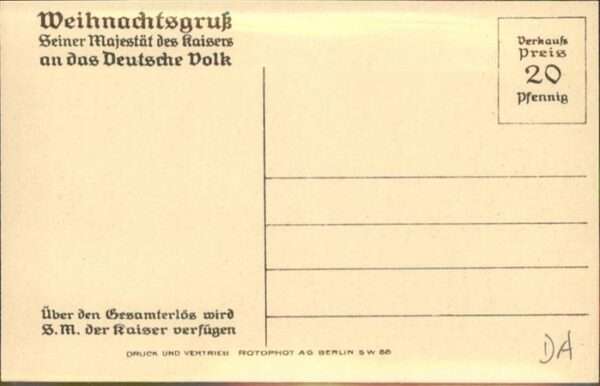 Weihnachtsgruß
Seiner Majestät des Kaisers
an das Deutsche Volk
Verkaufs
Preis
20
Pfennig
Über den Gesamterlös wird
S.M. der Kaiser verfügen
DRUCK UND VERTRIEB ROTOPHOT AG BERLIN SW 68
DA